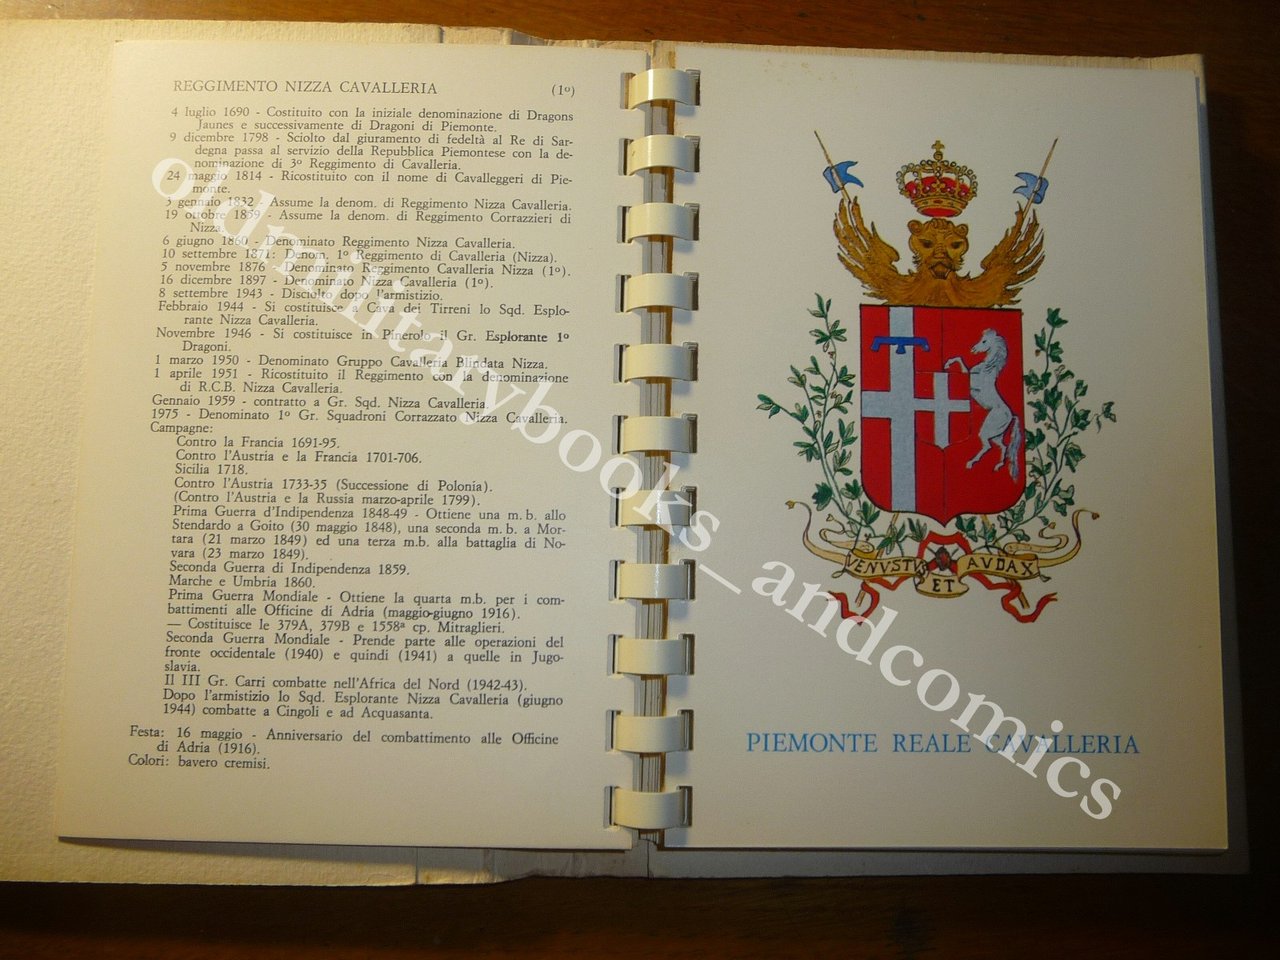 REGGIMENTO NIZZA CAVALLERIA (1º)
4 luglio 1690 - Costituito con la iniziale denominazione di Dragons
Jaunes e successivamente di Dragoni di Piemonte.
9 dicembre 1798 - Sciolto dal giuramento di fedeltà al Re di Sar-
degna passa al servizio della Repubblica Piemontese con la de-
nominazione di 3º Reggimento di Cavalleria.
24 maggio 1814 - Ricostituito con il nome di Cavalleggeri di Pie-
monte.
3 gennaio 1832 - Assume la denom. di Reggimento Nizza Cavalleria.
19 ottobre 1859 - Assume la denom. di Reggimento Corrazzieri di
Nizza.
6 giugno 1860 - Denominato Reggimento Nizza Cavalleria.
10 settembre 1871: Denom. 1º Reggimento di Cavalleria (Nizza).
5 novembre 1876 - Denominato Reggimento Cavalleria Nizza (1º).
16 dicembre 1897 - Denominato Nizza Cavalleria (1º).
8 settembre 1943 - Disciolto dopo l'armistizio.
Febbraio 1944 - Si costituisce a Cava dei Tirreni lo Sqd. Esplo-
rante Nizza Cavalleria.
Novembre 1946 - Si costituisce in Pinerolo il Gr. Esplorante 1º
Dragoni.
1 marzo 1950 - Denominato Gruppo Cavalleria Blindata Nizza.
1 aprile 1951 - Ricostituito il Reggimento con la denominazione
di R.C.B. Nizza Cavalleria.
Gennaio 1959 - contratto a Gr. Sqd. Nizza Cavalleria.
1975 - Denominato 1º Gr. Squadroni Corrazzato Nizza Cavalleria.
Campagne:
Contro la Francia 1691-95.
Contro l'Austria e la Francia 1701-706.
Sicilia 1718.
Contro l'Austria 1733-35 (Successione di Polonia).
(Contro l'Austria e la Russia marzo-aprile 1799).
Prima Guerra d'Indipendenza 1848-49 - Ottiene una m.b. allo
Stendardo a Goito (30 maggio 1848), una seconda m.b. a Mor-
tara (21 marzo 1849) ed una terza m.b. alla battaglia di No-
vara (23 marzo 1849).
Seconda Guerra di Indipendenza 1859.
Marche e Umbria 1860.
Prima Guerra Mondiale - Ottiene la quarta m.b. per i com-
battimenti alle Officine di Adria (maggio-giugno 1916).
— Costituisce le 379A, 379B e 1558ª cp. Mitraglieri.
Seconda Guerra Mondiale - Prende parte alle operazioni del
fronte occidentale (1940) e quindi (1941) a quelle in Jugo-
slavia.
Il III Gr. Carri combatte nell'Africa del Nord (1942-43).
Dopo l'armistizio lo Sqd. Esplorante Nizza Cavalleria (giugno
1944) combatte a Cingoli e ad Acquasanta.
Festa: 16 maggio - Anniversario del combattimento alle Officine
di Adria (1916).
Colori: bavero cremisi.
VENUSTUS ET AUDAX
PIEMONTE REALE CAVALLERIA
oldmilitarybooks_andcomics